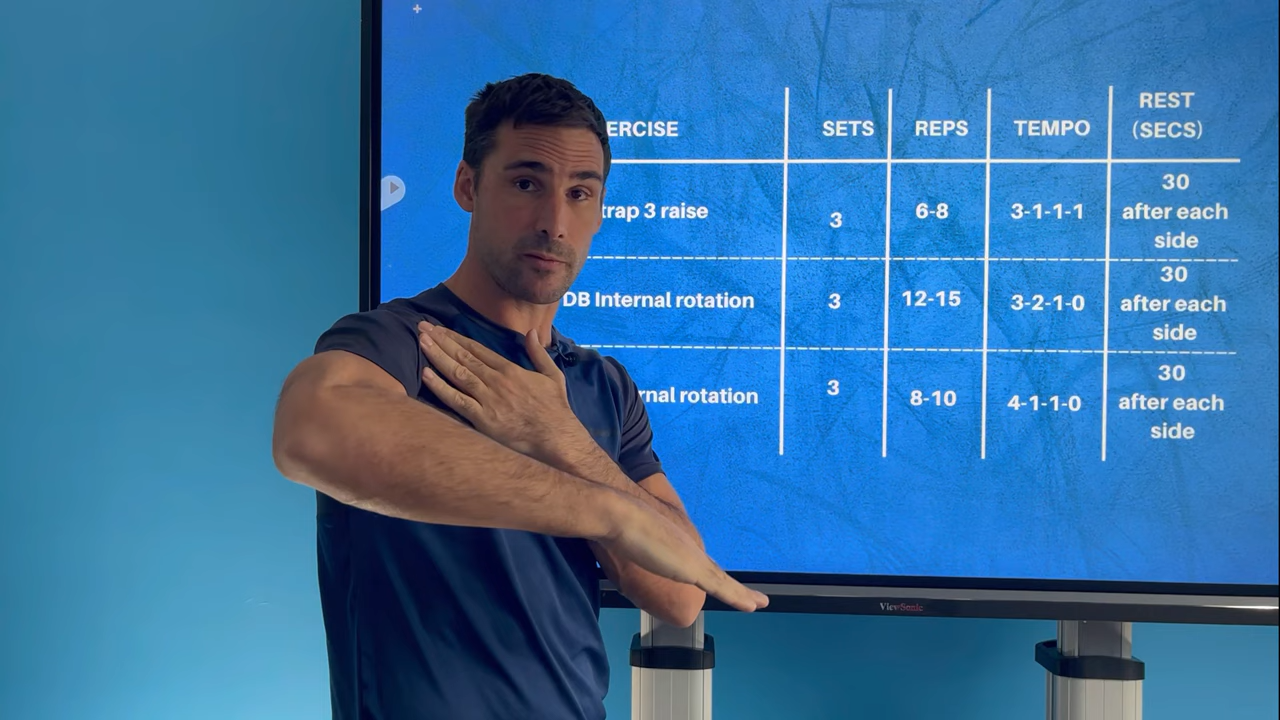 ERCISE SETS REPS TEMPO REST (SECS)
trap 3 raise 3 6-8 3-1-1-1 30 after each side
DB Internal rotation 3 12-15 3-2-1-0 30 after each side
rnal rotation 3 8-10 4-1-1-0 30 after each side
ViewSonic